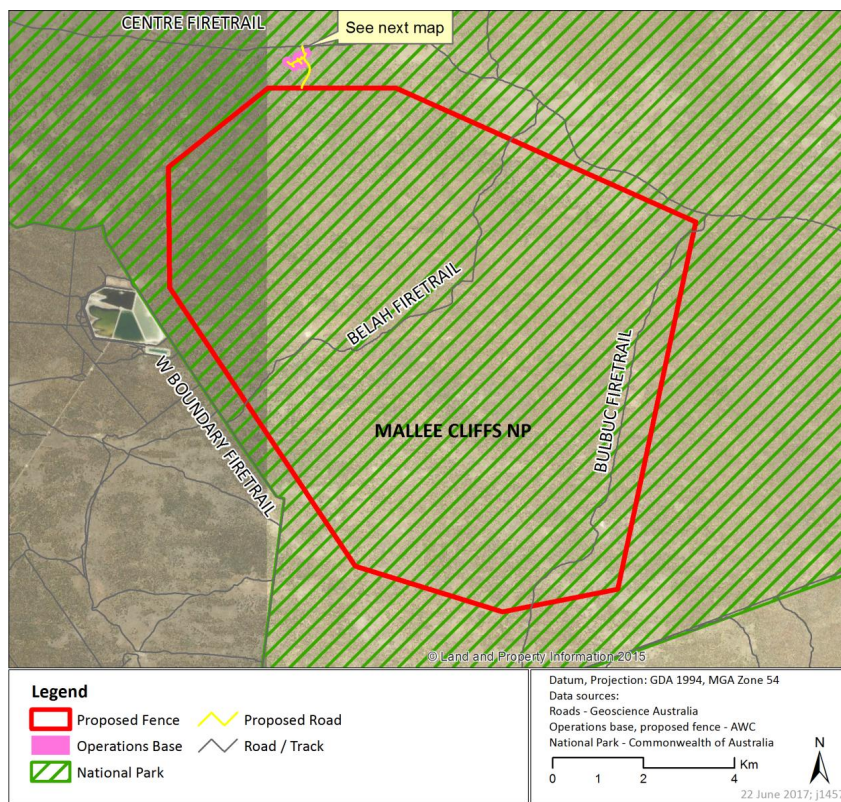 CENTRE FIRETRAIL
See next map
BELAH FIRETRAIL
W BOUNDARY FIRETRAIL
MALLEE CLIFFS NP
BULBUC FIRETRAIL
© Land and Property Information 2015
Legend
Proposed Fence
Proposed Road
Operations Base
Road / Track
National Park
Datum, Projection: GDA 1994, MGA Zone 54
Data sources:
Roads - Geoscience Australia
Operations base, proposed fence - AWC
National Park - Commonwealth of Australia
N
Km
0 1 2 4
22 June 2017; j1457